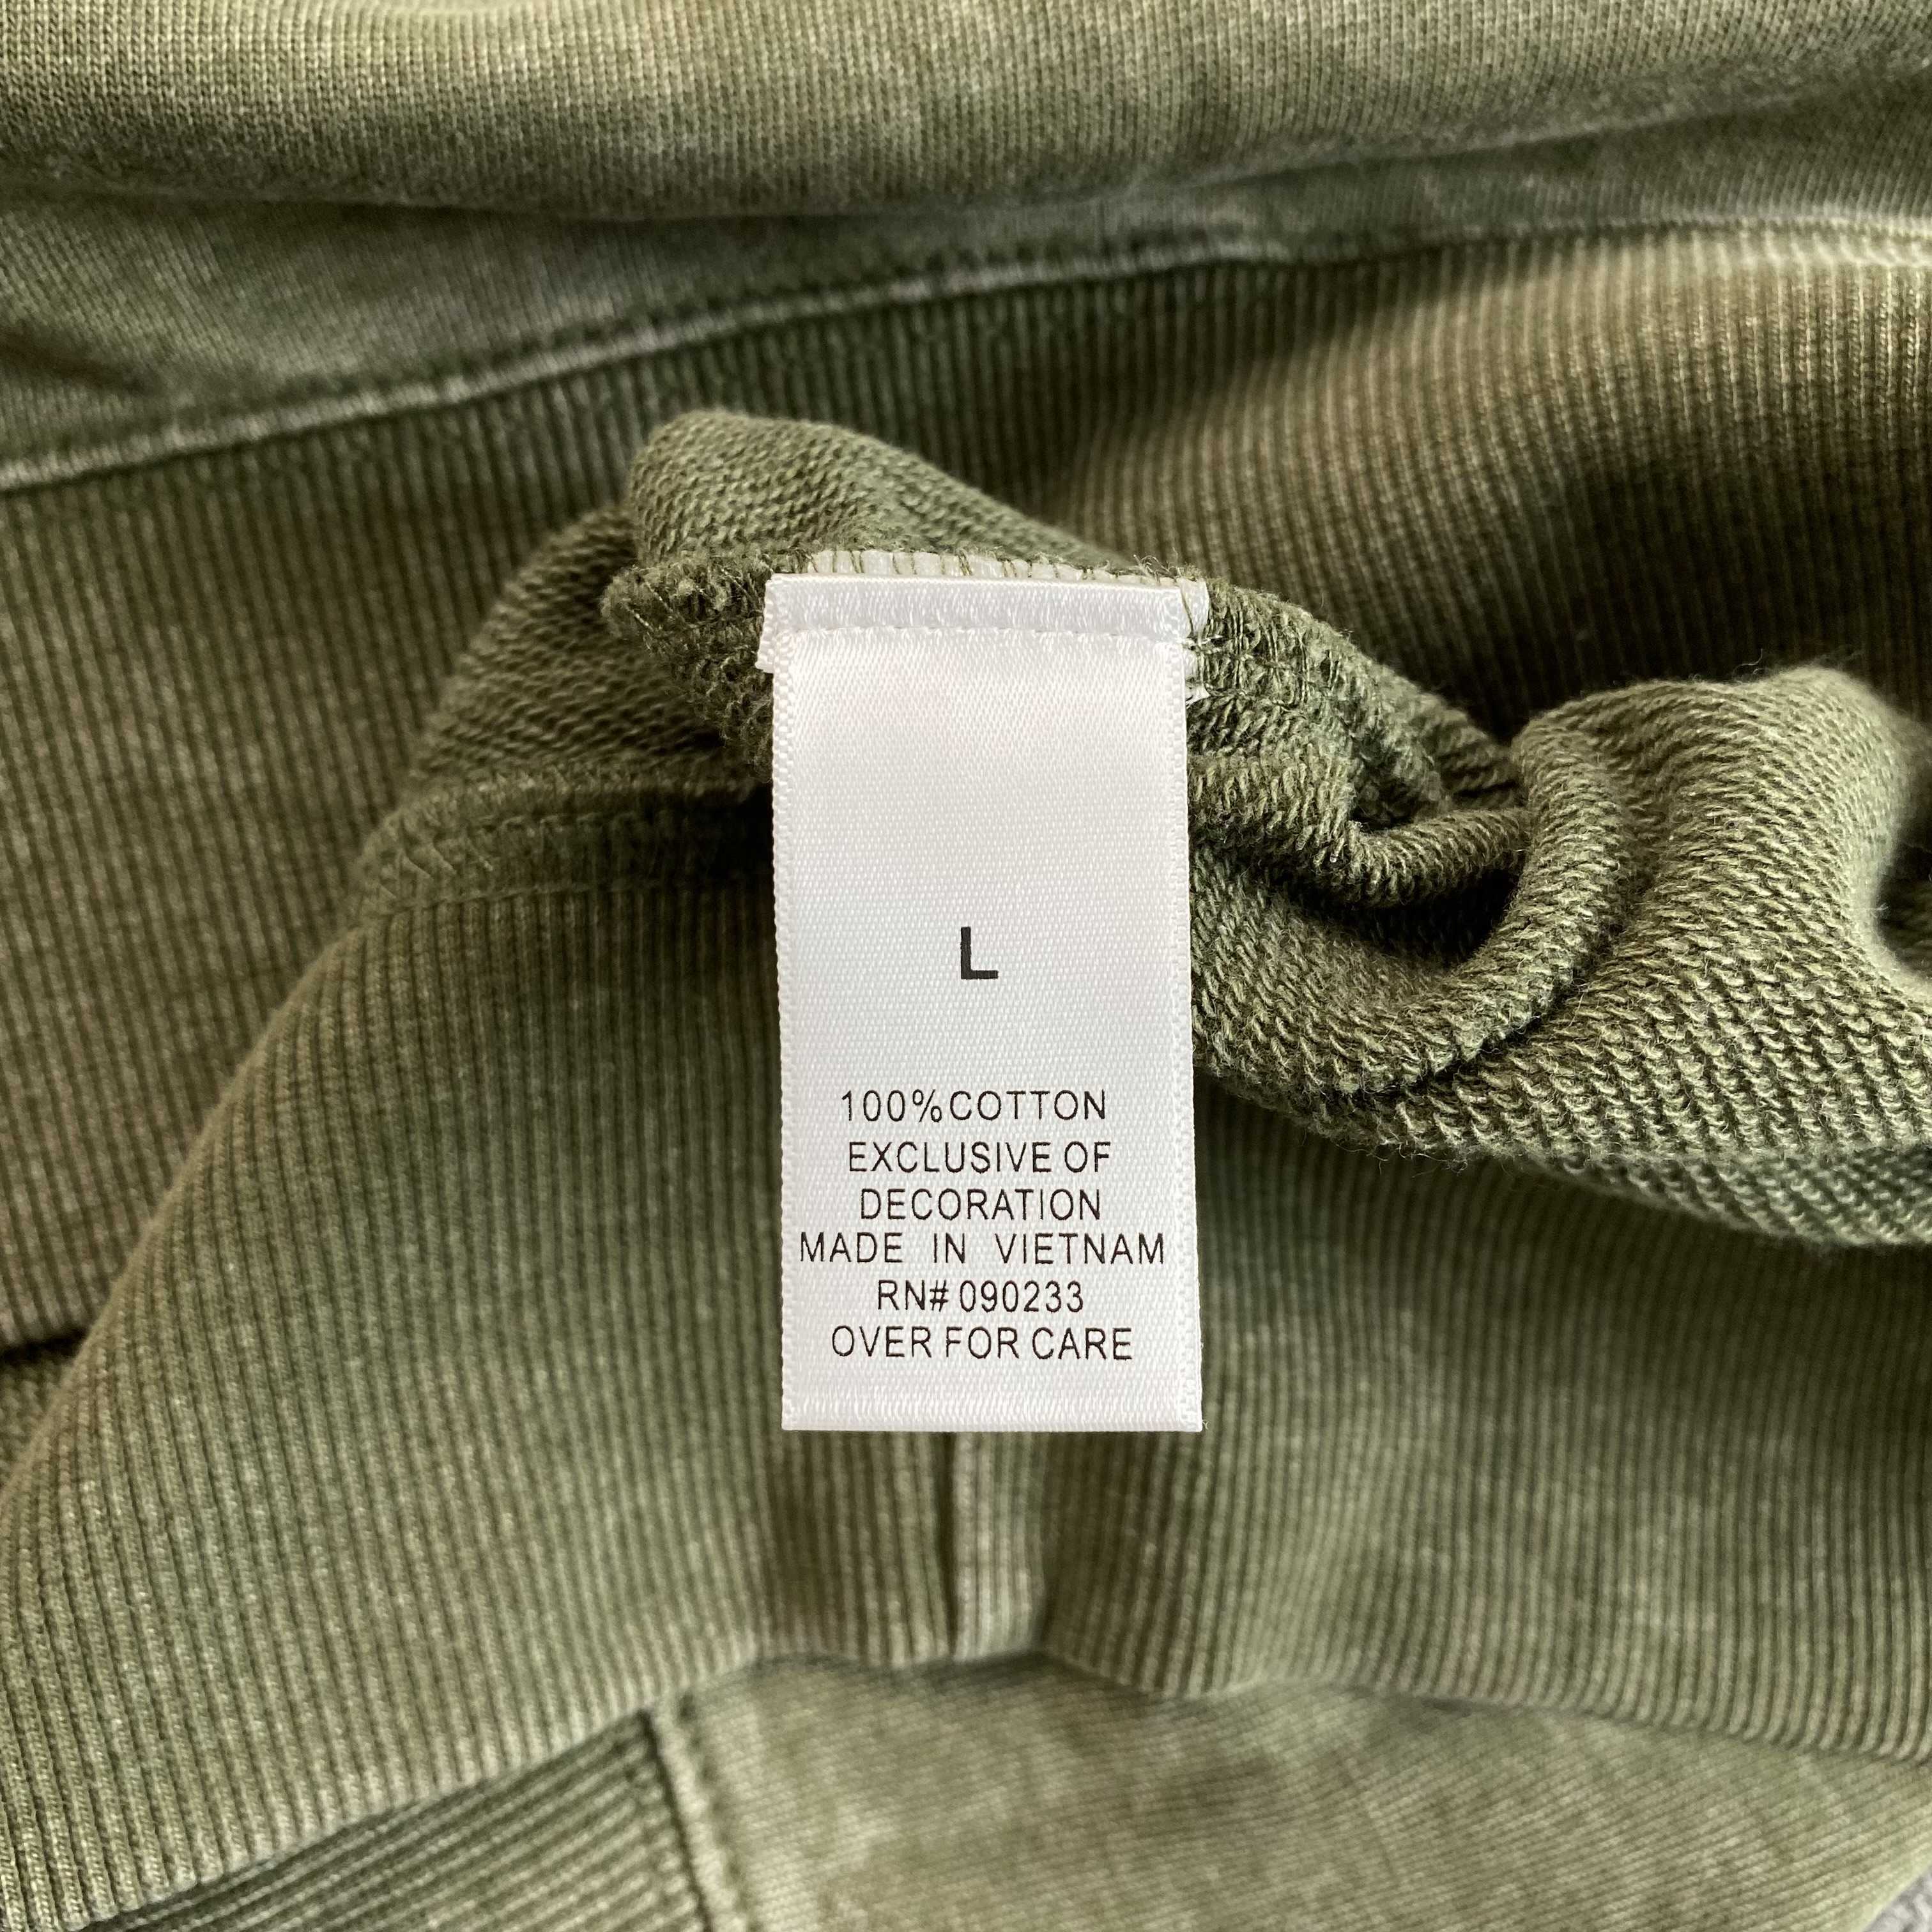 L
100%COTTON
EXCLUSIVE OF
DECORATION
MADE IN VIETNAM
RN# 090233
OVER FOR CARE